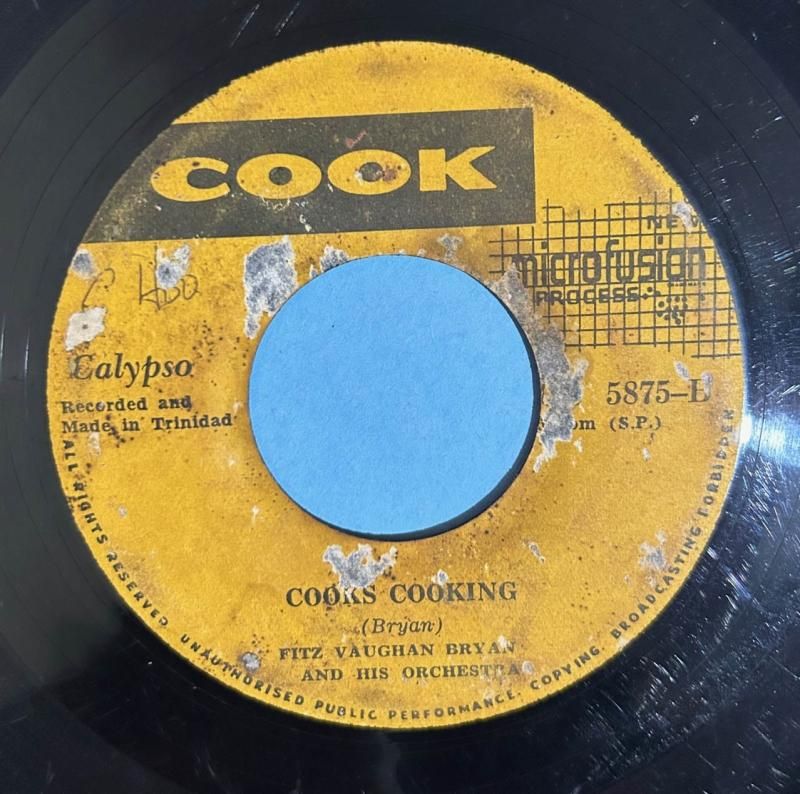 COOK
NEW
microfusion
PROCESS
C 400
Calypso
Recorded and
Made in Trinidad
5875-
(S.P.)
COOKS COOKING
(Bryan)
FITZ VAUGHAN BRYAN
AND HIS ORCHESTRA
ALL RIGHTS RESERVED UNAUTHORISED PUBLIC PERFORMANCE. COPYING. BROADCASTING FORBIDDEN